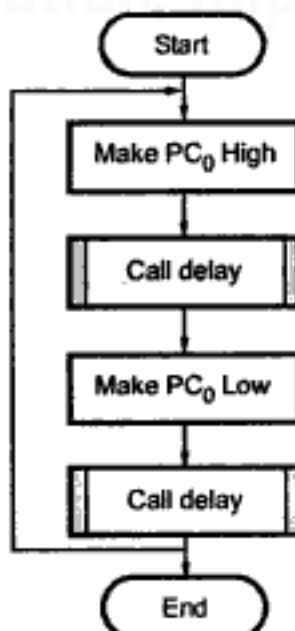 Start
Make PC₀ High
Call delay
Make PC₀ Low
Call delay
End